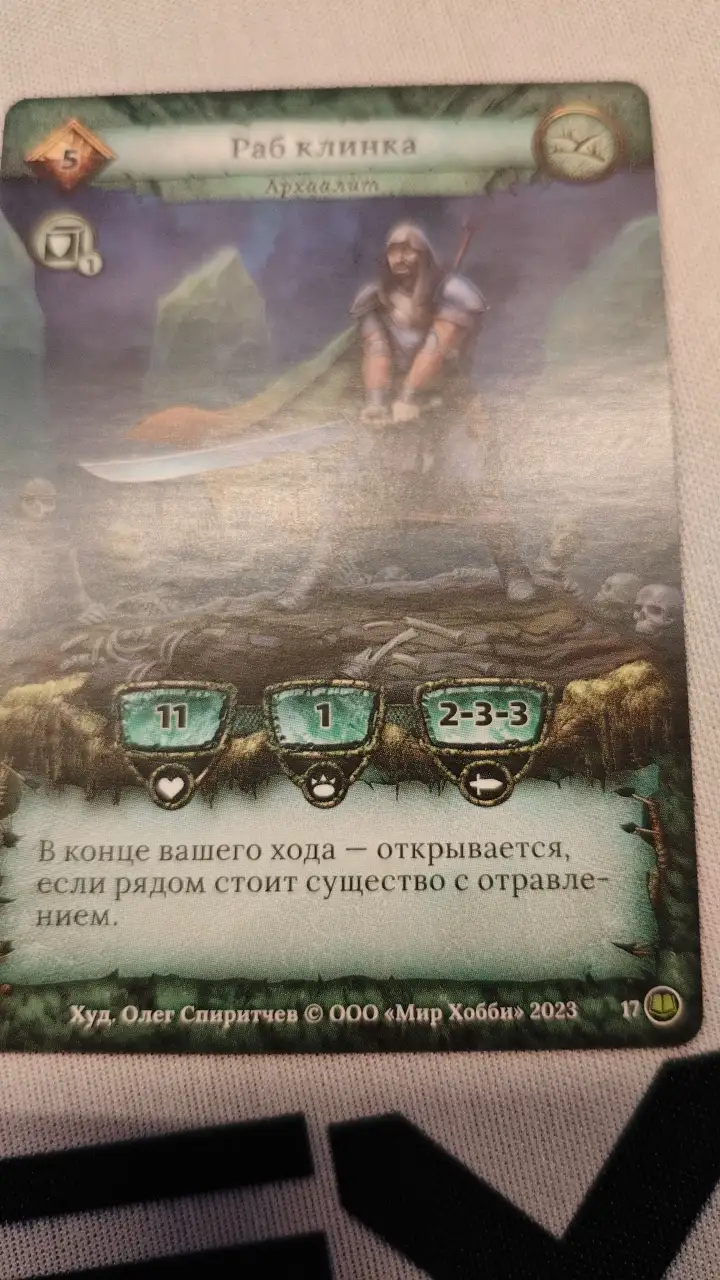 5
Раб клинка
Архаалит
1
11
1
2-3-3
В конце вашего хода — открывается,
если рядом стоит существо с отравле-
нием.
Худ. Олег Спиритчев © ООО «Мир Хобби» 2023
17